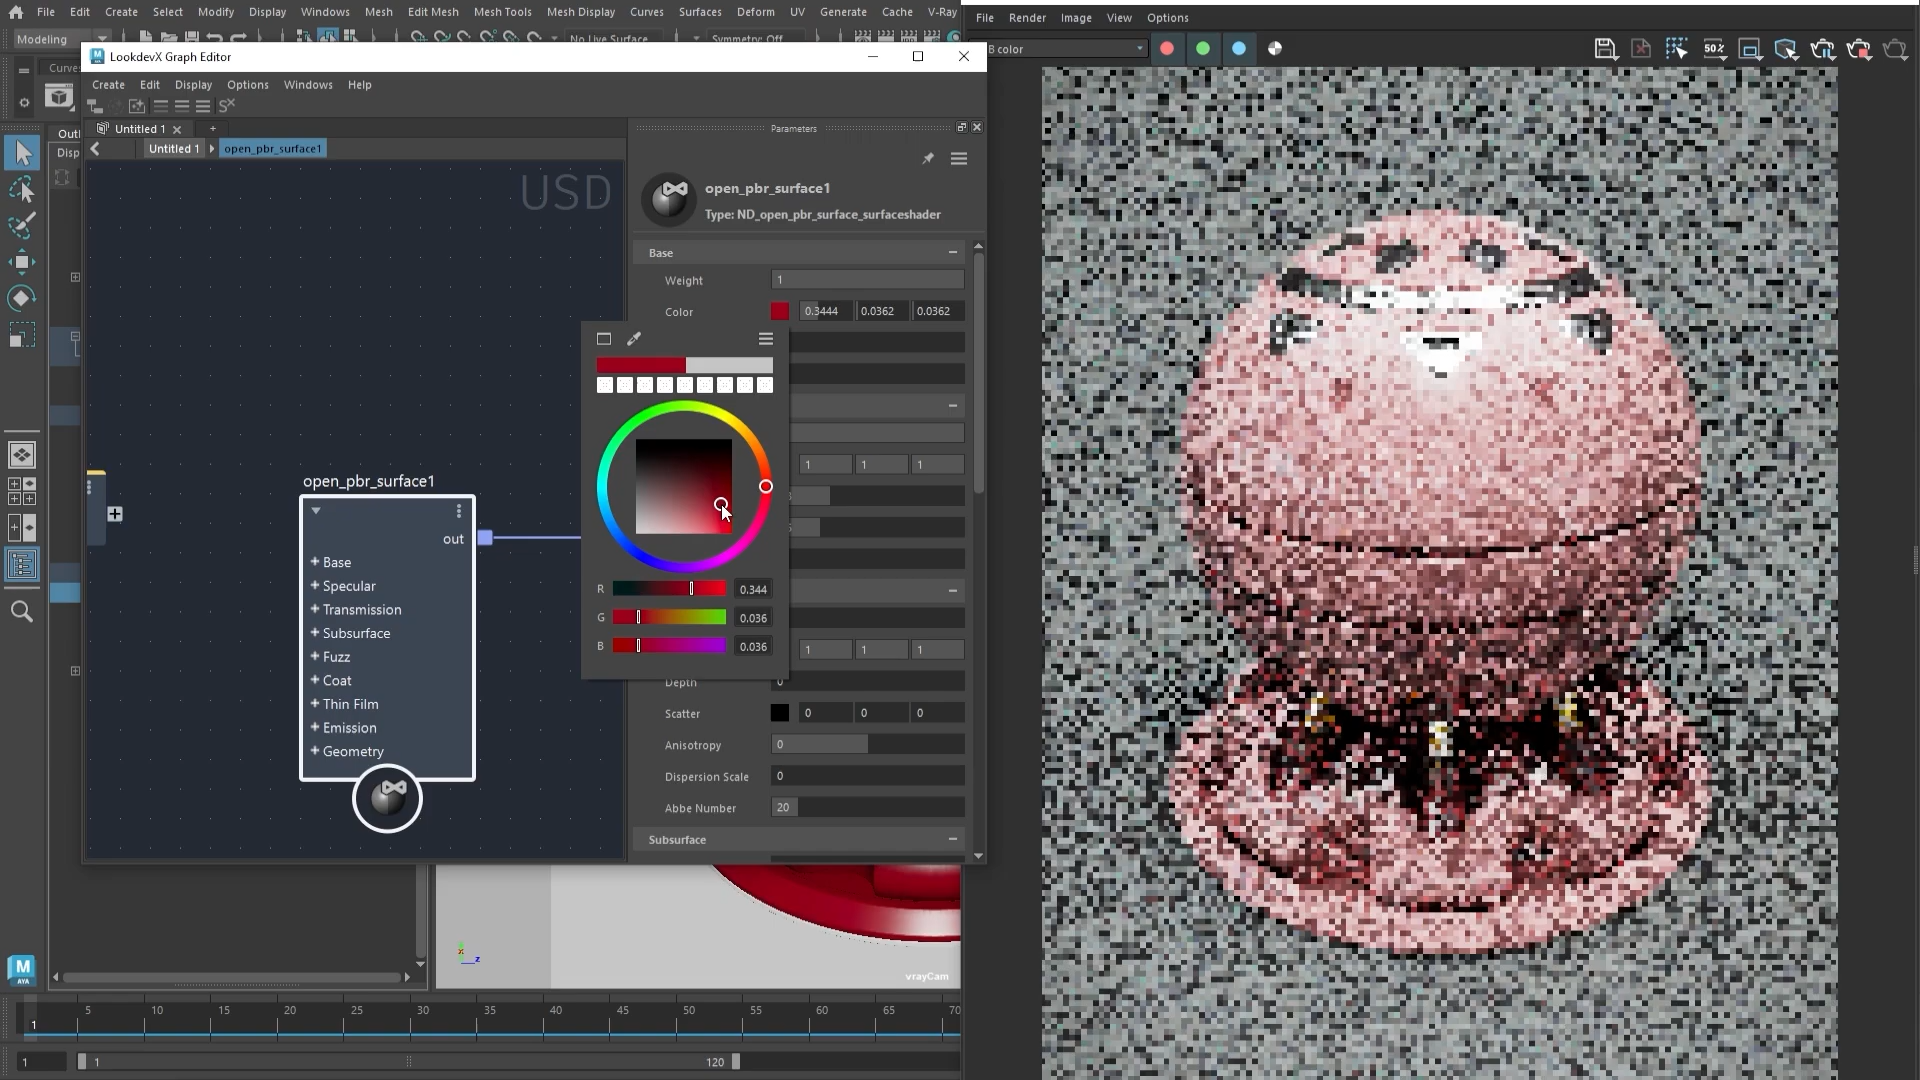 File Edit Create Select Modify Display Windows Mesh Edit Mesh Mesh Tools Mesh Display Curves Surfaces Deform UV Generate Cache V-Ray
File Render Image View Options
Modeling
No Live Surface
Symmetry: Off
B color
50%
LookdevX Graph Editor
Curve
Create Edit Display Options Windows Help
Untitled 1
+
Parameters
Outl
Untitled 1
open_pbr_surface1
Disp
USD
open_pbr_surface1
Type: ND_open_pbr_surface_surfaceshader
Base
Weight 1
Color 0.3444 0.0362 0.0362
1 1 1
open_pbr_surface1
out
+ Base
+ Specular
+ Transmission
+ Subsurface
+ Fuzz
+ Coat
+ Thin Film
+ Emission
+ Geometry
R 0.344
G 0.036
B 0.036
1 1 1
Depth 0
Scatter 0 0 0
Anisotropy 0
Dispersion Scale 0
Abbe Number 20
Subsurface
z
vrayCam
M
AYA
5 10 15 20 25 30 35 40 45 50 55 60 65 70
1
1 1 120